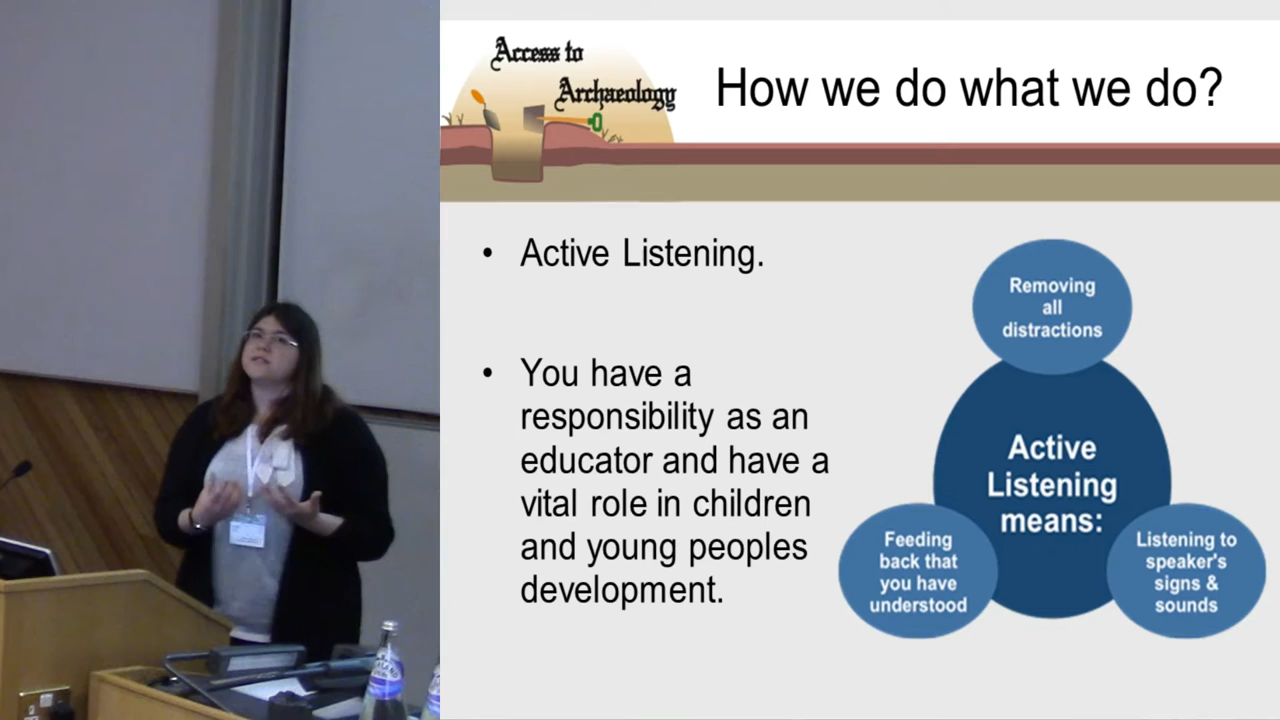 Access to
Archaeology
How we do what we do?
• Active Listening.
• You have a
responsibility as an
educator and have a
vital role in children
and young peoples
development.
Removing
all
distractions
Active
Listening
means:
Feeding
back that
you have
understood
Listening to
speaker's
signs &
sounds